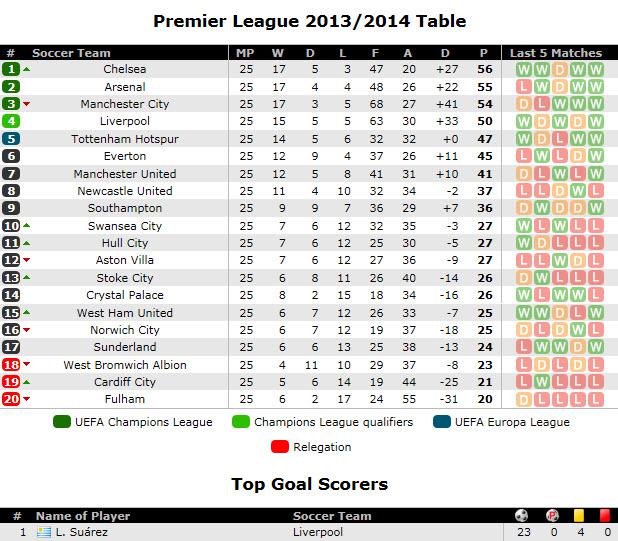 Premier League 2013/2014 Table
# Soccer Team MP W D L F A D P Last 5 Matches
1 Chelsea 25 17 5 3 47 20 +27 56 W W D W W
2 Arsenal 25 17 4 4 48 26 +22 55 L W D W W
3 Manchester City 25 17 3 5 68 27 +41 54 D L W W W
4 Liverpool 25 15 5 5 63 30 +33 50 W D W D W
5 Tottenham Hotspur 25 14 5 6 32 32 +0 47 W D L W W
6 Everton 25 12 9 4 37 26 +11 45 L W L D W
7 Manchester United 25 12 5 8 41 31 +10 41 D L W L W
8 Newcastle United 25 11 4 10 32 34 -2 37 L L D W L
9 Southampton 25 9 9 7 36 29 +7 36 D W D D W
10 Swansea City 25 7 6 12 32 35 -3 27 W L W L L
11 Hull City 25 7 6 12 25 30 -5 27 W D L L L
12 Aston Villa 25 7 6 12 27 36 -9 27 L L W D L
13 Stoke City 25 6 8 11 26 40 -14 26 D W L L L
14 Crystal Palace 25 8 2 15 18 34 -16 26 W L W W L
15 West Ham United 25 6 7 12 26 33 -7 25 W W D L W
16 Norwich City 25 6 7 12 19 37 -18 25 L D D W L
17 Sunderland 25 6 6 13 25 38 -13 24 L W W D W
18 West Bromwich Albion 25 4 11 10 29 37 -8 23 L D L D D
19 Cardiff City 25 5 6 14 19 44 -25 21 L W L L L
20 Fulham 25 6 2 17 24 55 -31 20 D L L L L
UEFA Champions League Champions League qualifiers UEFA Europa League
Relegation
Top Goal Scorers
# Name of Player Soccer Team P
1 L. Suárez Liverpool 23 0 4 0